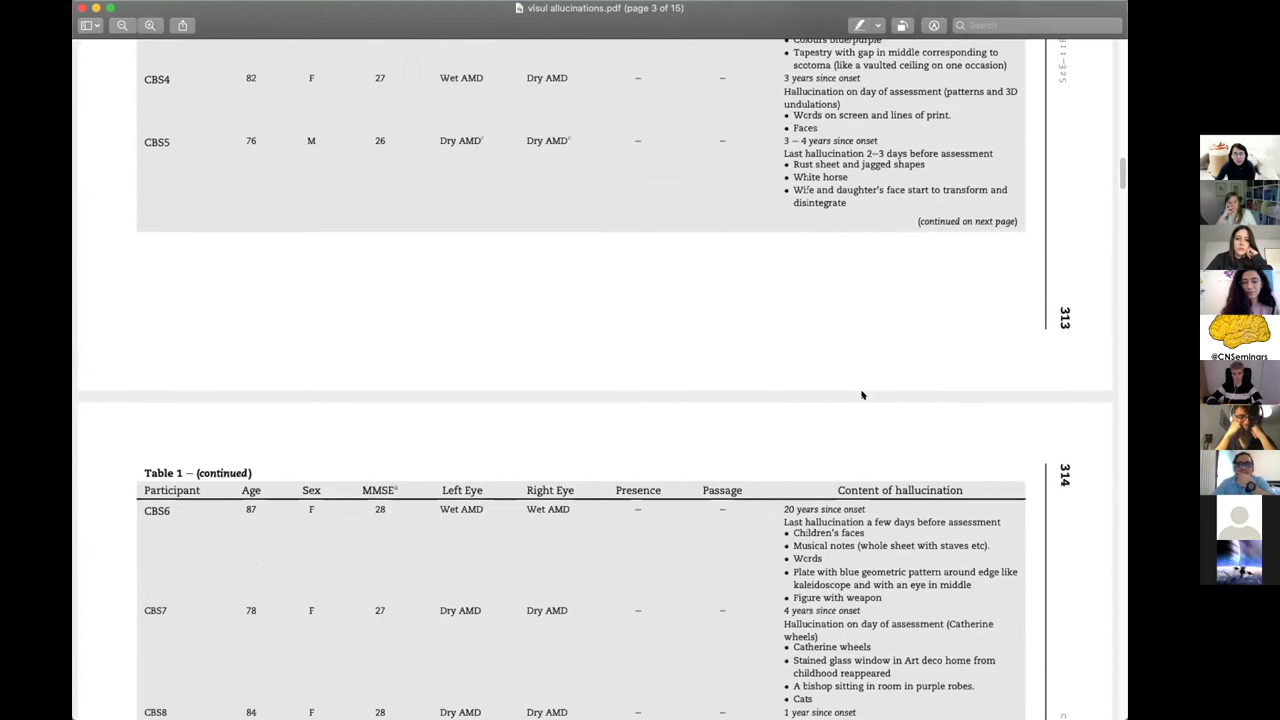 visul allucinations.pdf (page 3 of 15)
Search
Colours blue/purple
Tapestry with gap in middle corresponding to
scotoma (like a vaulted ceiling on one occasion)
CBS4 82 F 27 Wet AMD Dry AMD – – 3 years since onset
Hallucination on day of assessment (patterns and 3D
undulations)
• Words on screen and lines of print.
• Faces
CBS5 76 M 26 Dry AMDc Dry AMDc – – 3 – 4 years since onset
Last hallucination 2–3 days before assessment
• Rust sheet and jagged shapes
• White horse
• Wife and daughter's face start to transform and
disintegrate
(continued on next page)
313
Table 1 – (continued)
314
Participant Age Sex MMSEa Left Eye Right Eye Presence Passage Content of hallucination
CBS6 87 F 28 Wet AMD Wet AMD – – 20 years since onset
Last hallucination a few days before assessment
• Children's faces
• Musical notes (whole sheet with staves etc).
• Words
• Plate with blue geometric pattern around edge like
kaleidoscope and with an eye in middle
• Figure with weapon
CBS7 78 F 27 Dry AMD Dry AMD – – 4 years since onset
Hallucination on day of assessment (Catherine
wheels)
• Catherine wheels
• Stained glass window in Art deco home from
childhood reappeared
• A bishop sitting in room in purple robes.
• Cats
CBS8 84 F 28 Dry AMD Dry AMD – – 1 year since onset
@CNSeminars